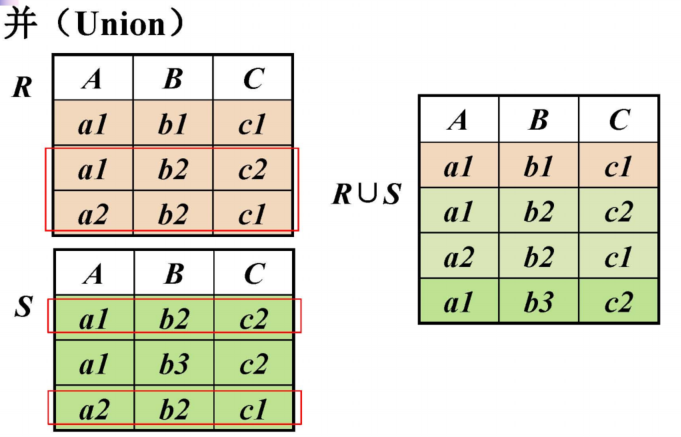 并（Union）
R
A B C
a1 b1 c1
a1 b2 c2
a2 b2 c1
S
A B C
a1 b2 c2
a1 b3 c2
a2 b2 c1
R∪S
A B C
a1 b1 c1
a1 b2 c2
a2 b2 c1
a1 b3 c2